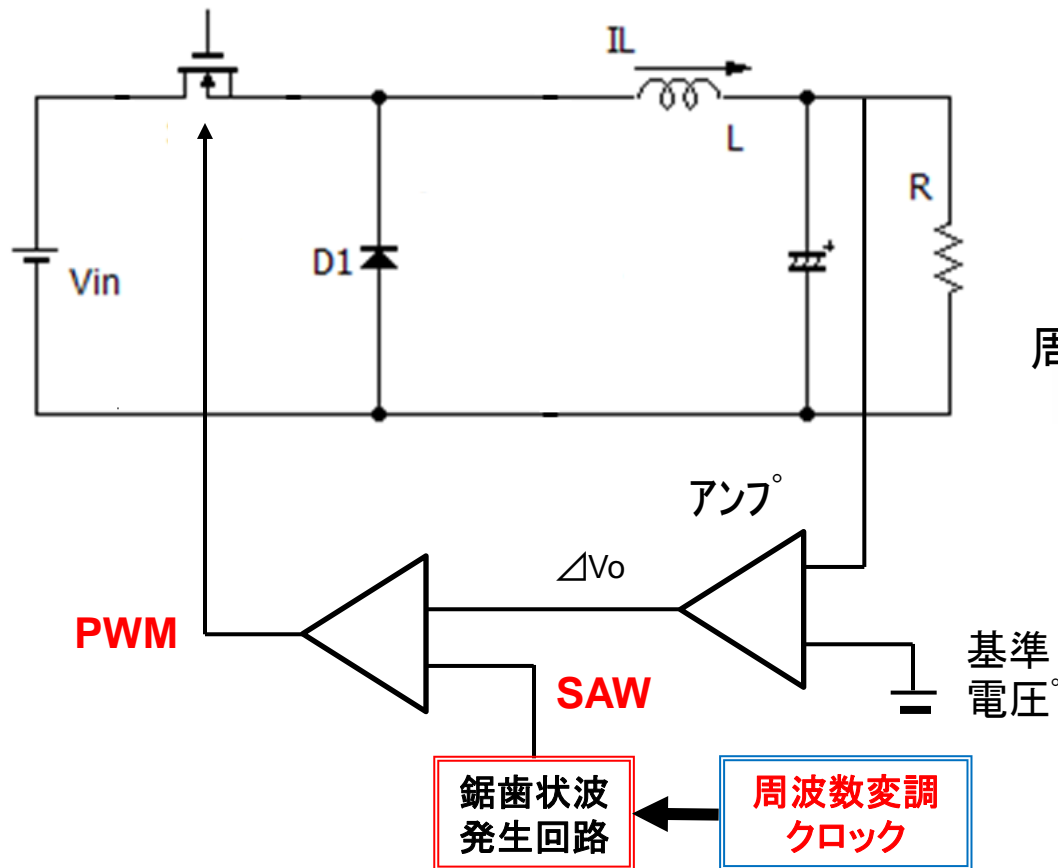 IL
L
R
D1
Vin
周
アンプ
⊿Vo
PWM
SAW
基準
電圧゜
鋸歯状波
発生回路
周波数変調
クロック